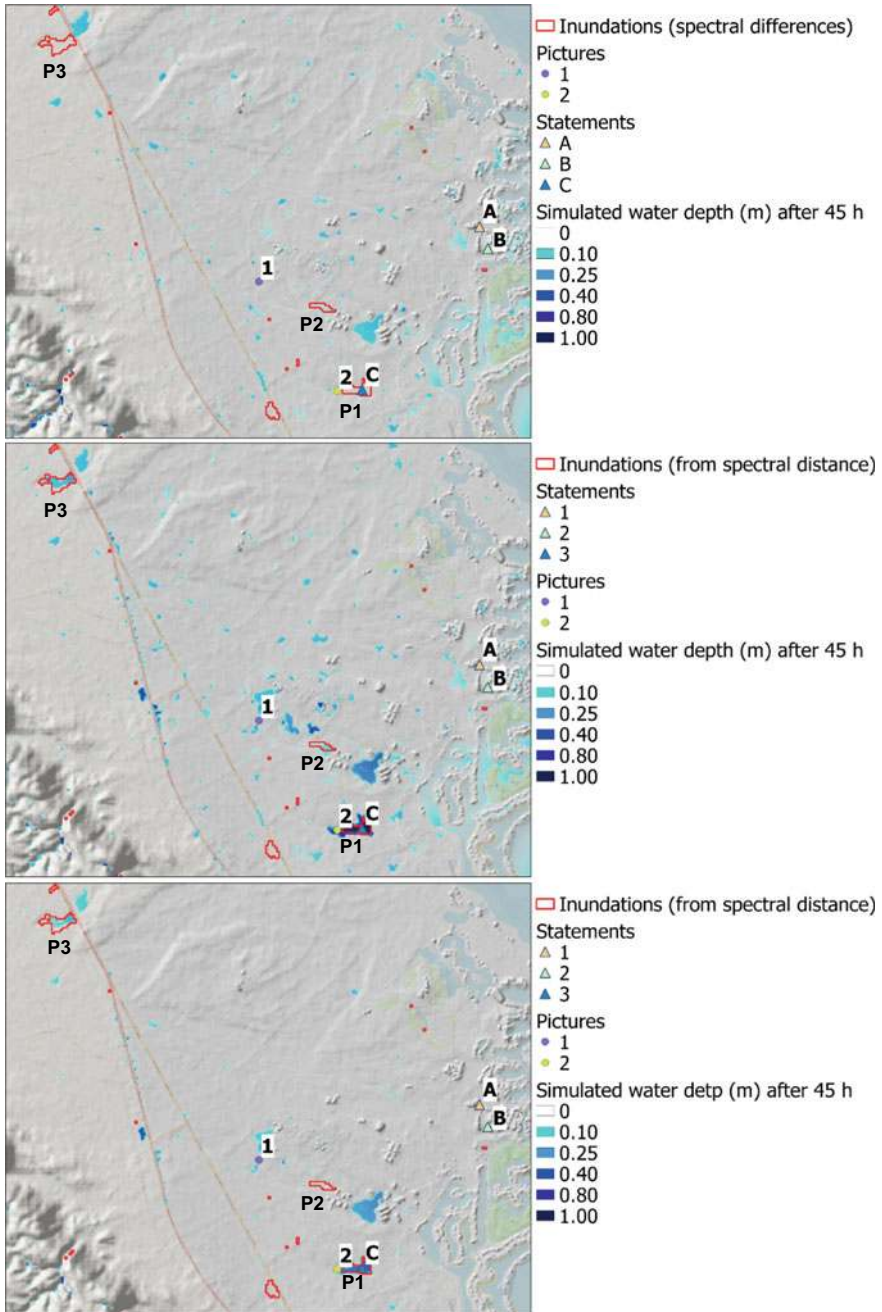 P3
1
P2
2
C
P1
A
B
Inundations (spectral differences)
Pictures
1
2
Statements
A
B
C
Simulated water depth (m) after 45 h
0
0.10
0.25
0.40
0.80
1.00
P3
1
P2
2
C
P1
A
B
Inundations (from spectral distance)
Statements
1
2
3
Pictures
1
2
Simulated water depth (m) after 45 h
0
0.10
0.25
0.40
0.80
1.00
P3
1
P2
2
C
P1
A
B
Inundations (from spectral distance)
Statements
1
2
3
Pictures
1
2
Simulated water detp (m) after 45 h
0
0.10
0.25
0.40
0.80
1.00